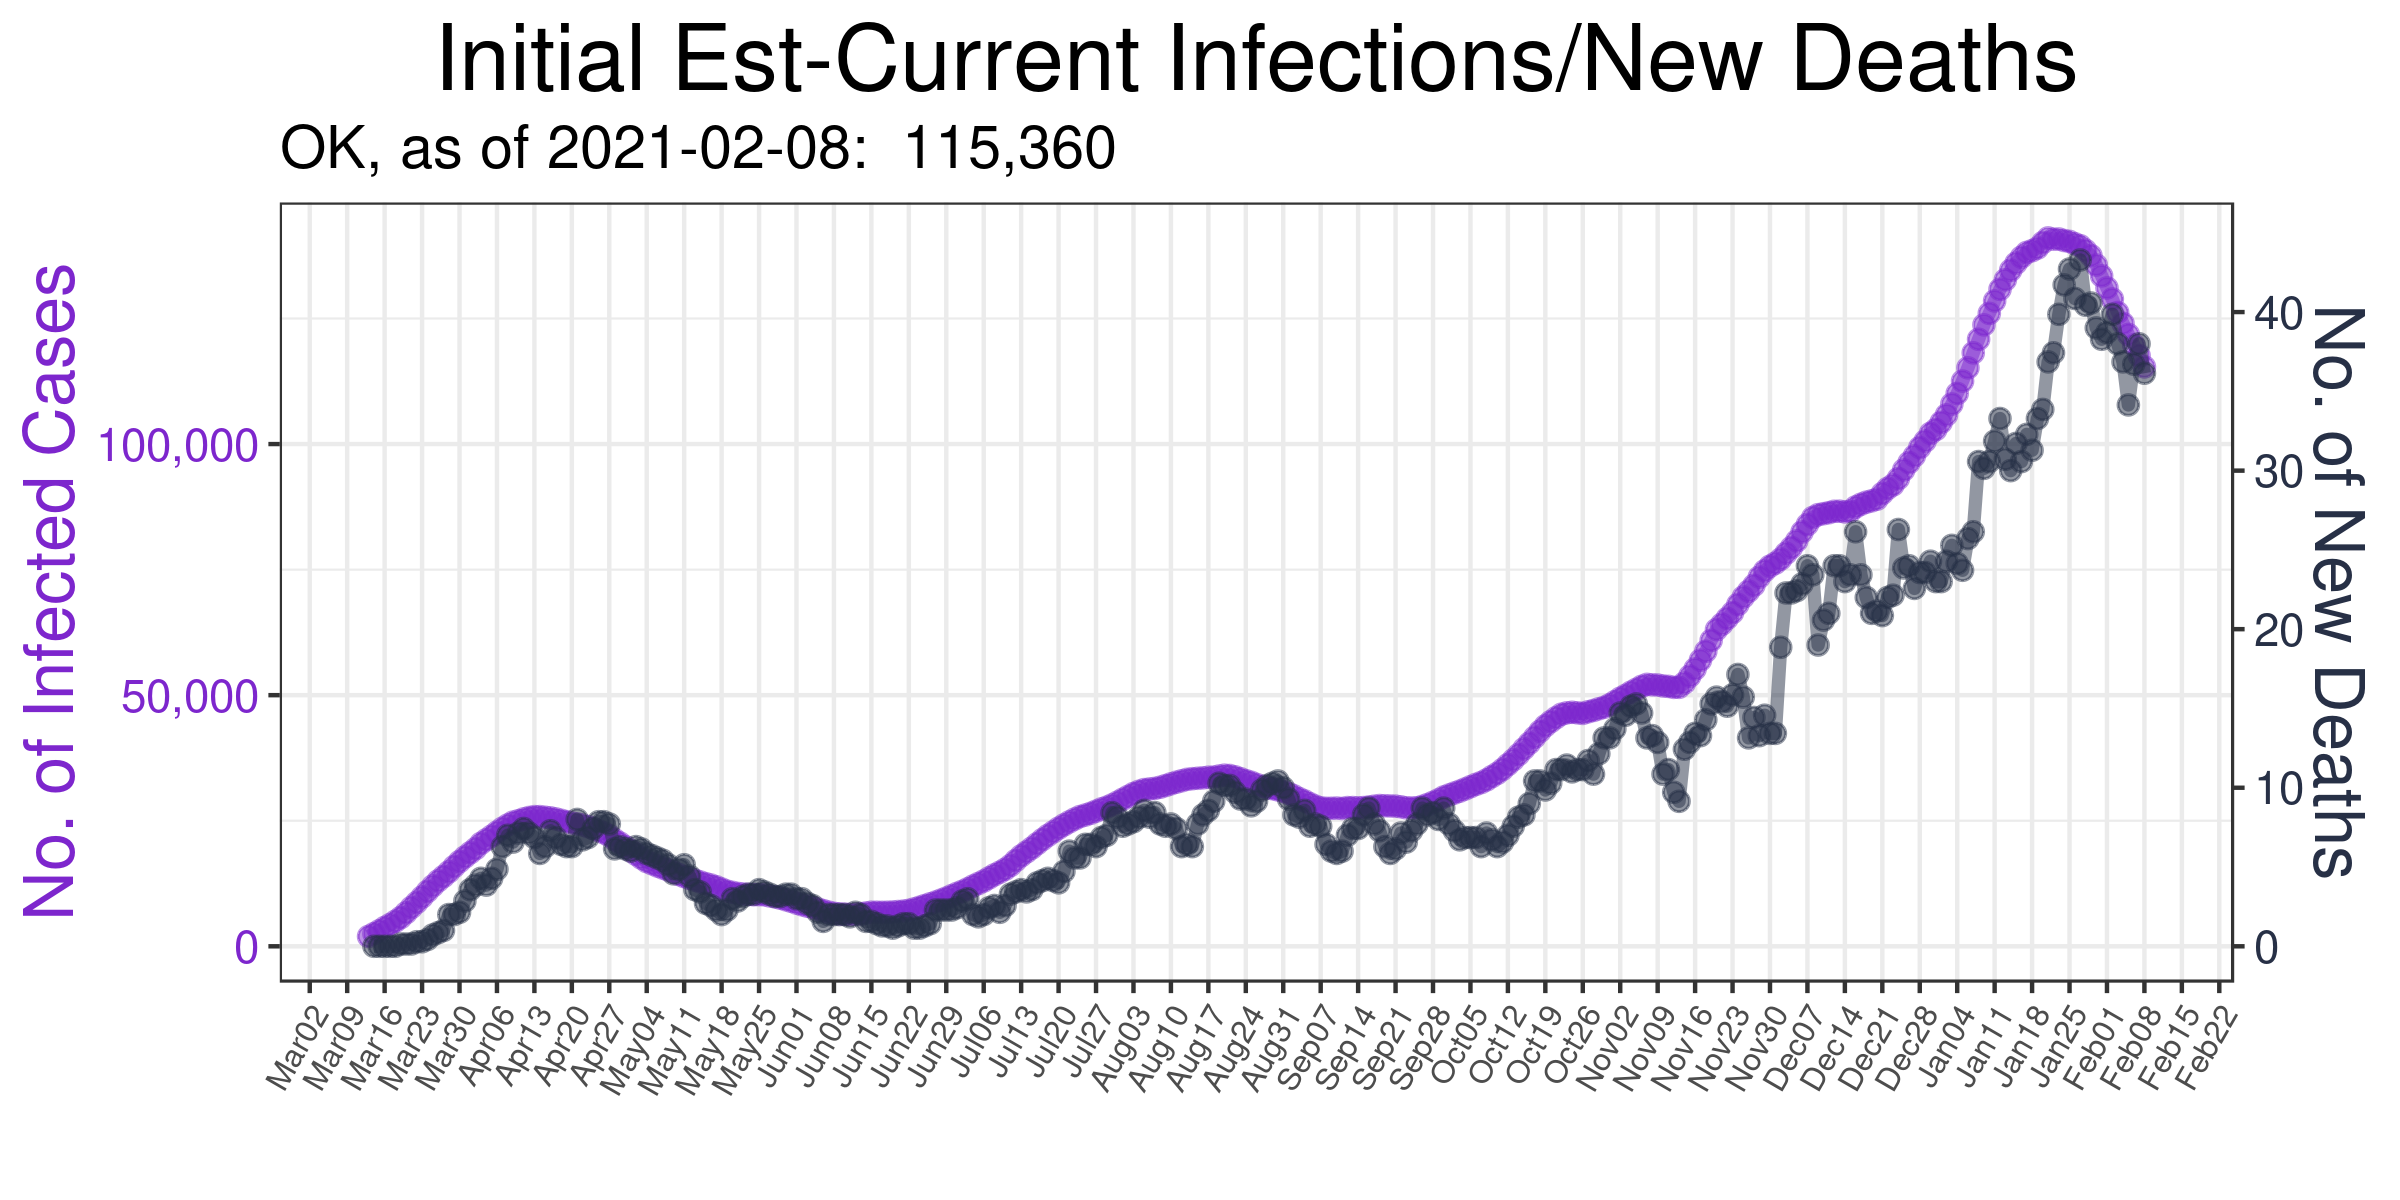 Initial Est-Current Infections/New Deaths
OK, as of 2021-02-08:  115,360
No. of Infected Cases
100,000
50,000
0
40
30
20
10
0
No. of New Deaths
Mar02
Mar09
Mar16
Mar23
Mar30
Apr06
Apr13
Apr20
Apr27
May04
May11
May18
May25
Jun01
Jun08
Jun15
Jun22
Jun29
Jul06
Jul13
Jul20
Jul27
Aug03
Aug10
Aug17
Aug24
Aug31
Sep07
Sep14
Sep21
Sep28
Oct05
Oct12
Oct19
Oct26
Nov02
Nov09
Nov16
Nov23
Nov30
Dec07
Dec14
Dec21
Dec28
Jan04
Jan11
Jan18
Jan25
Feb01
Feb08
Feb15
Feb22